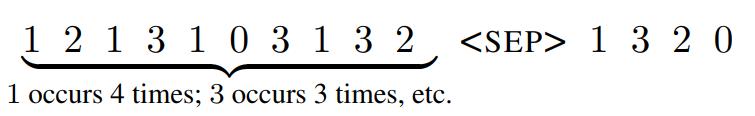 1 2 1 3 1 0 3 1 3 2 <SEP> 1 3 2 0
1 occurs 4 times; 3 occurs 3 times, etc.